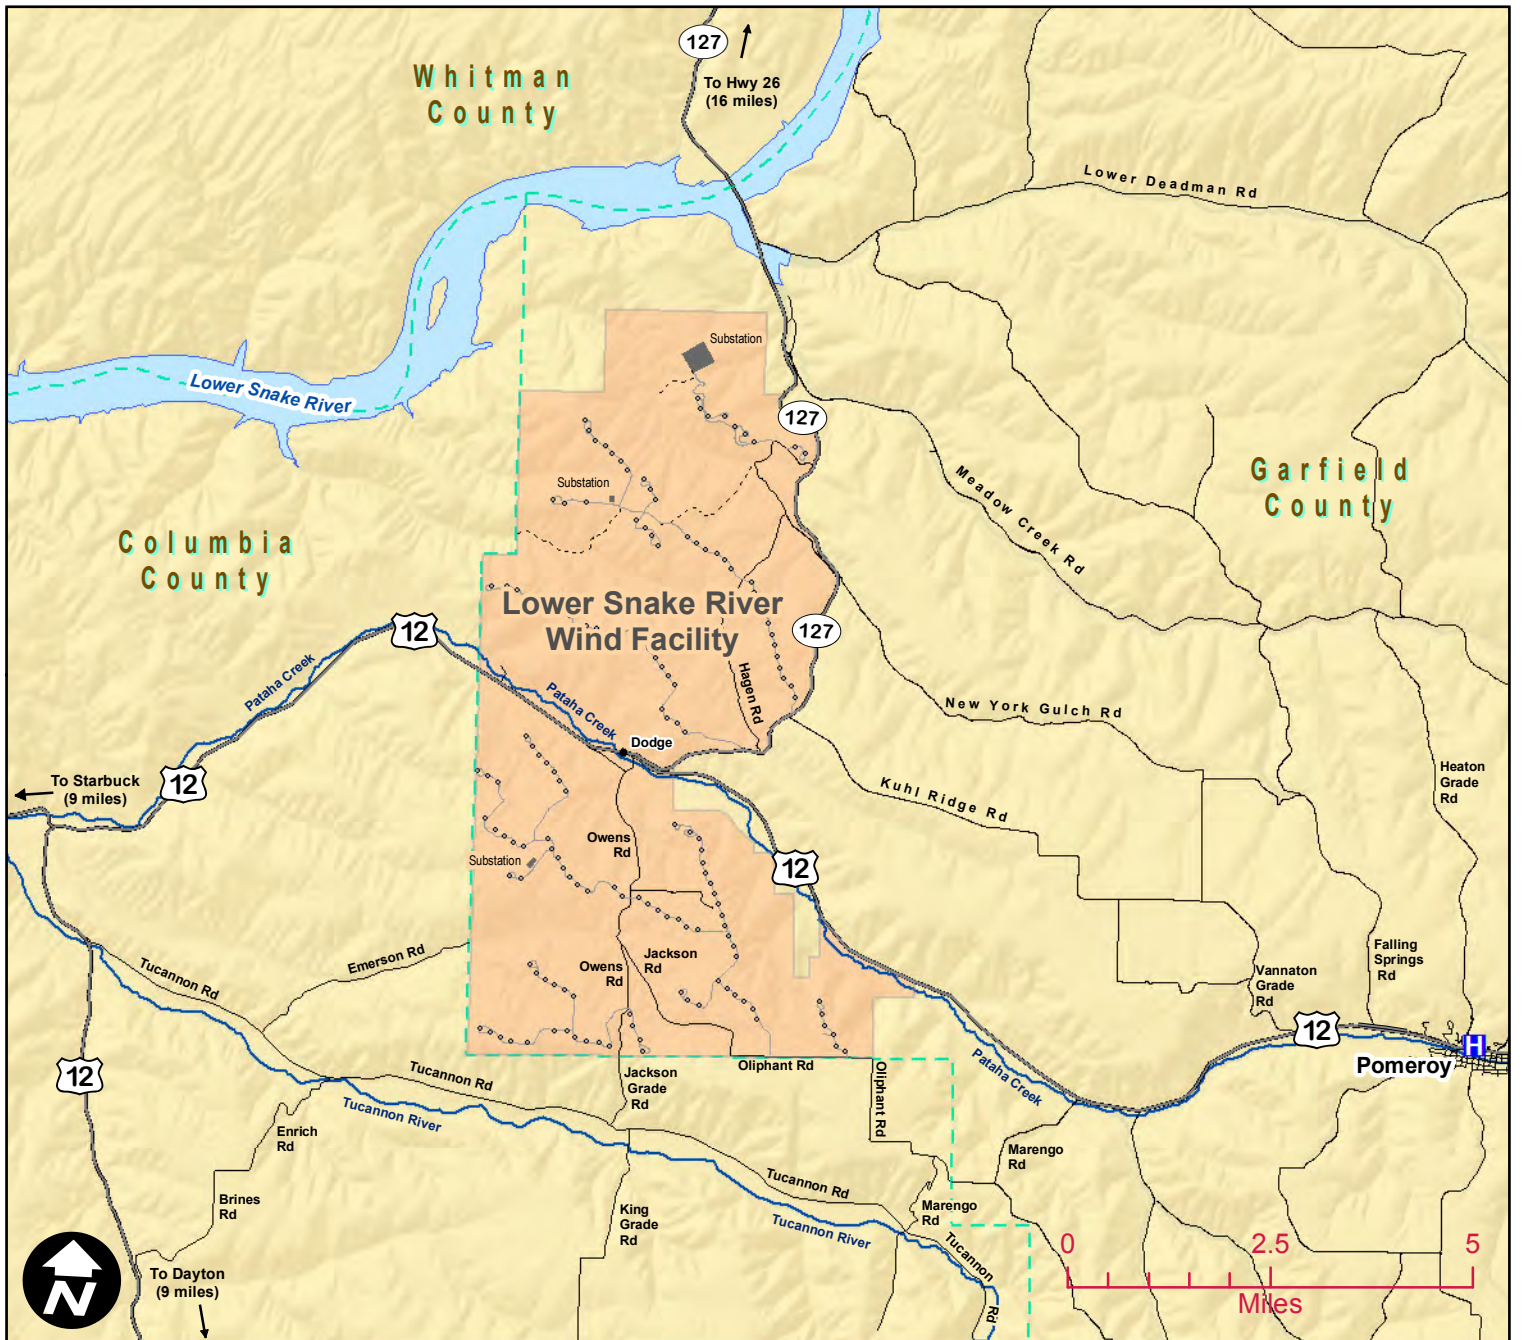 127
To Hwy 26
(16 miles)
Whitman
County
Lower Deadman Rd
Lower Snake River
Substation
127
Garfield
County
Meadow Creek Rd
Substation
Columbia
County
Lower Snake River
Wind Facility
12
127
Pataha Creek
Pataha Creek
Hagen Rd
New York Gulch Rd
Dodge
12
To Starbuck
(9 miles)
Kuhl Ridge Rd
Heaton
Grade
Rd
Owens
Rd
Substation
12
Emerson Rd
Tucannon Rd
Owens
Rd
Jackson
Rd
Vannaton
Grade
Rd
Falling
Springs
Rd
12
H
Pomeroy
12
Tucannon Rd
Jackson
Grade
Rd
Oliphant Rd
Oliphant Rd
Pataha Creek
Tucannon River
Enrich
Rd
Marengo
Rd
Brines
Rd
King
Grade
Rd
Tucannon Rd
Marengo
Rd
Tucannon River
Tucannon
Rd
N
To Dayton
(9 miles)
0 2.5 5
Miles